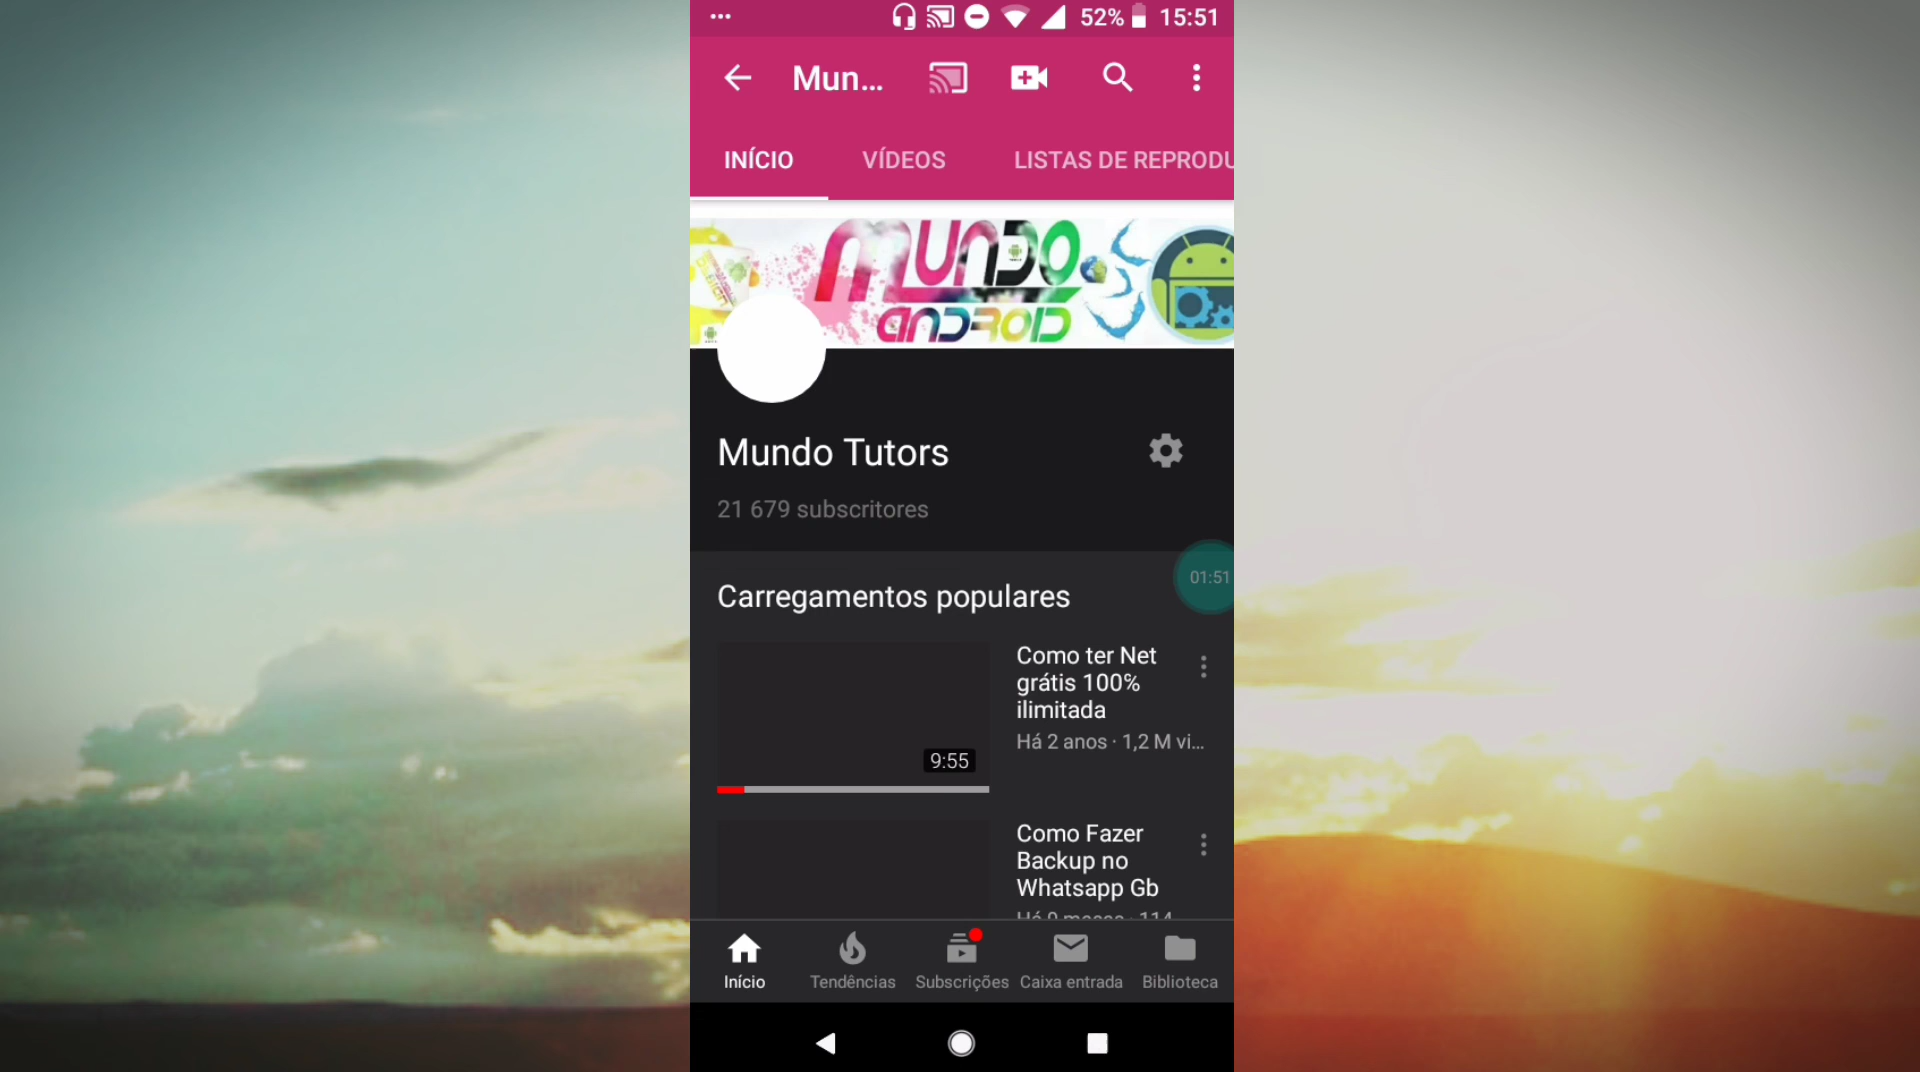 52% 15:51
Mun...
INÍCIO VÍDEOS LISTAS DE REPRODU
MUNDO
ANDROID
Mundo Tutors
21 679 subscritores
01:51
Carregamentos populares
Como ter Net
grátis 100%
ilimitada
Há 2 anos · 1,2 M vi...
9:55
Como Fazer
Backup no
Whatsapp Gb
Início Tendências Subscrições Caixa entrada Biblioteca